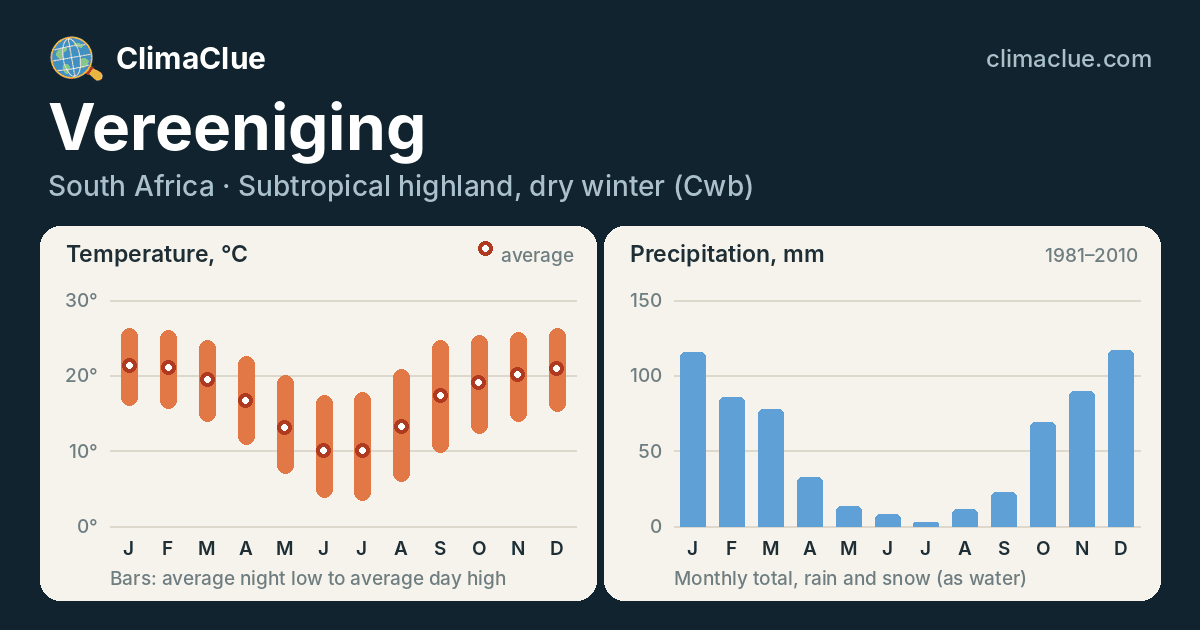 ClimaClue
climaclue.com
Vereeniging
South Africa · Subtropical highland, dry winter (Cwb)
Temperature, °C
average
30°
20°
10°
0°
J F M A M J J A S O N D
Bars: average night low to average day high
Precipitation, mm
1981–2010
150
100
50
0
J F M A M J J A S O N D
Monthly total, rain and snow (as water)